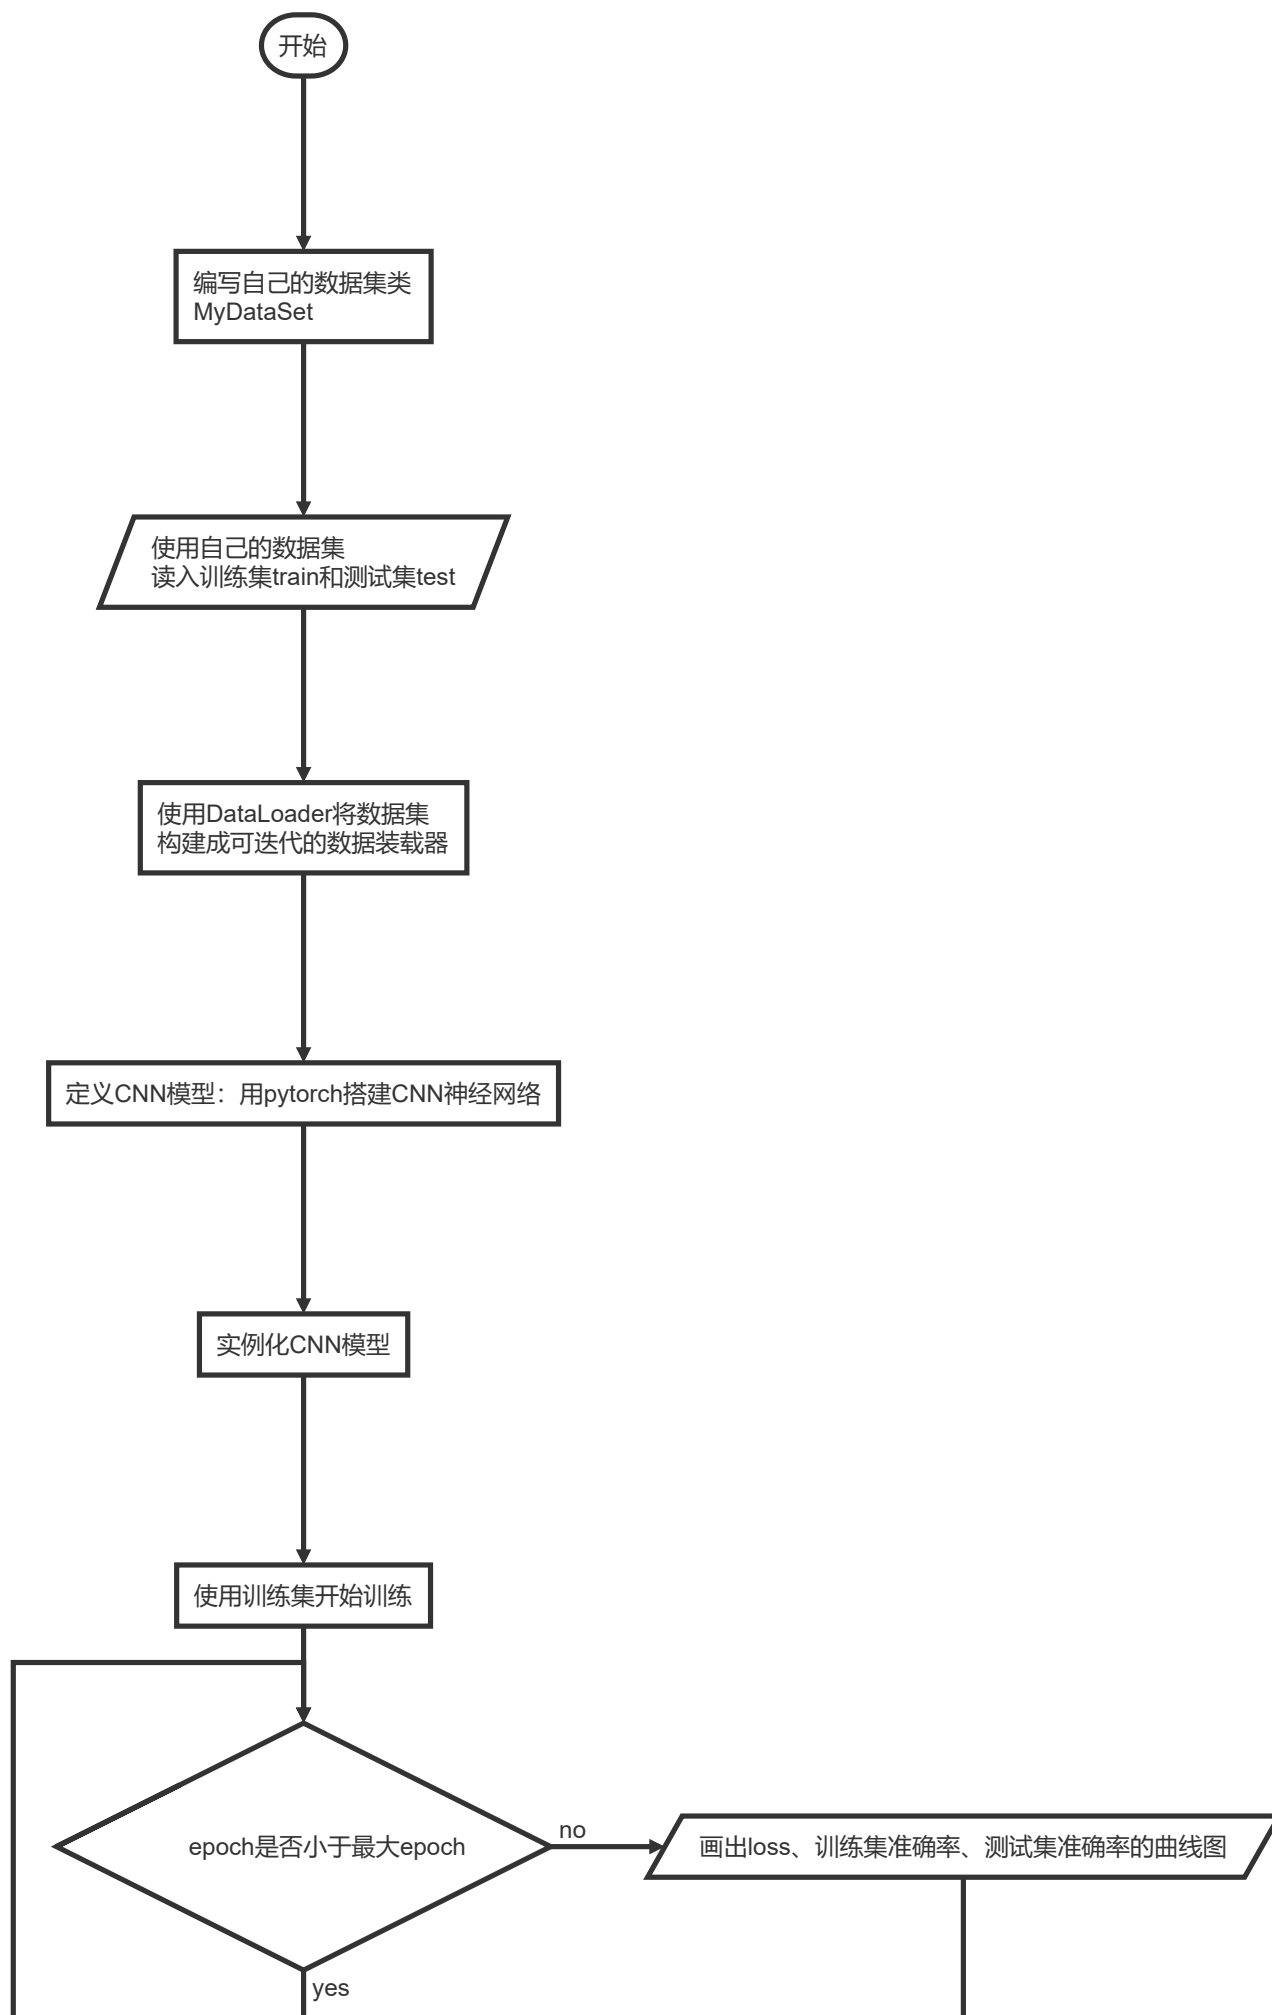 开始
编写自己的数据集类
MyDataSet
使用自己的数据集
读入训练集train和测试集test
使用DataLoader将数据集
构建成可迭代的数据装载器
定义CNN模型：用pytorch搭建CNN神经网络
实例化CNN模型
使用训练集开始训练
epoch是否小于最大epoch
no
画出loss、训练集准确率、测试集准确率的曲线图
yes